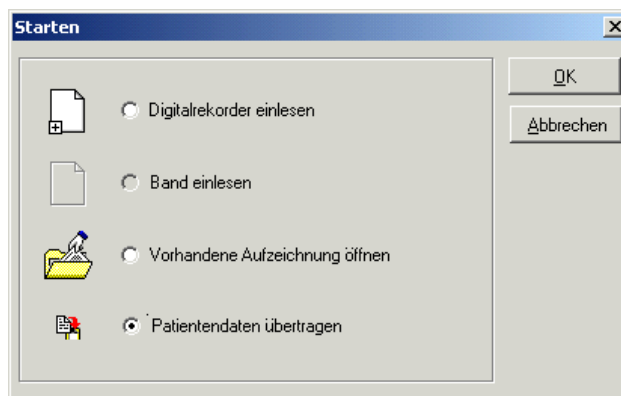 Starten
OK
Digitalrekorder einlesen
Abbrechen
Band einlesen
Vorhandene Aufzeichnung öffnen
Patientendaten übertragen